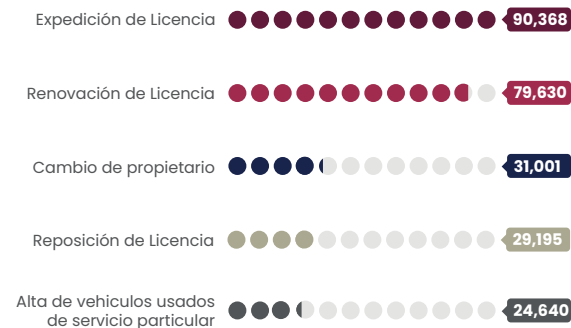 Expedición de Licencia 90,368
Renovación de Licencia 79,630
Cambio de propietario 31,001
Reposición de Licencia 29,195
Alta de vehiculos usados
de servicio particular 24,640